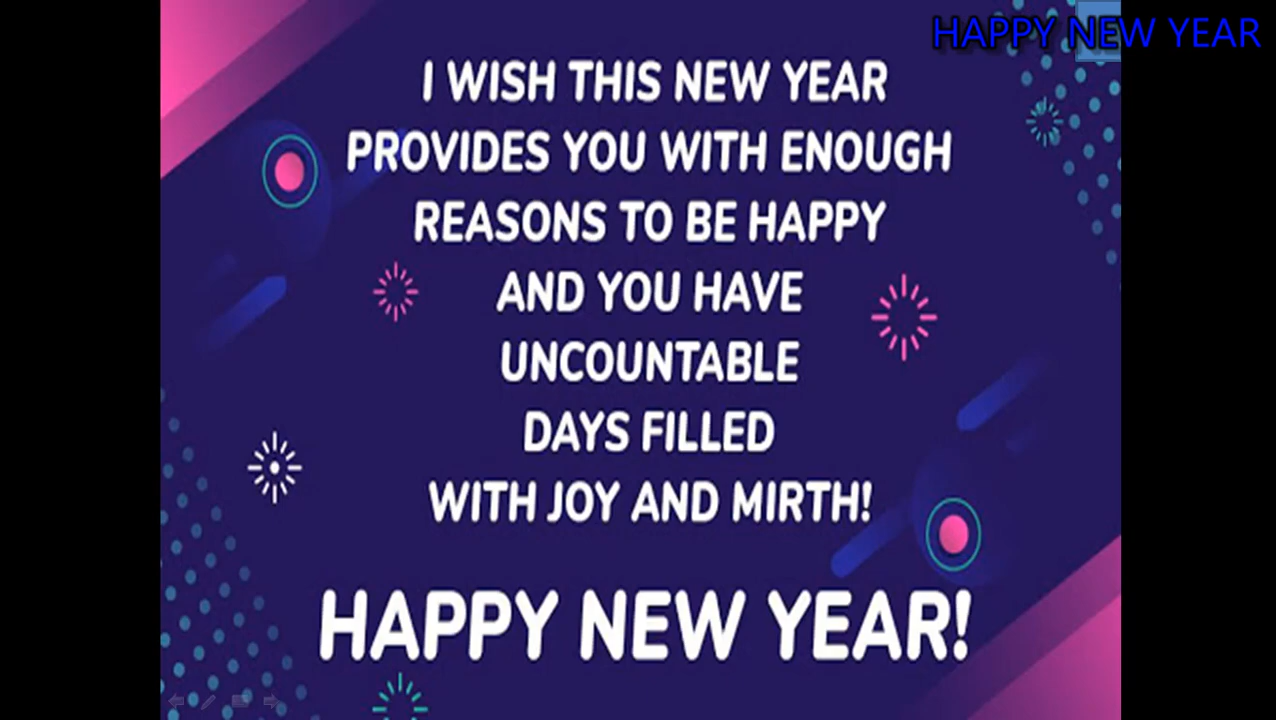 HAPPY NEW YEAR
I WISH THIS NEW YEAR
PROVIDES YOU WITH ENOUGH
REASONS TO BE HAPPY
AND YOU HAVE
UNCOUNTABLE
DAYS FILLED
WITH JOY AND MIRTH!
HAPPY NEW YEAR!